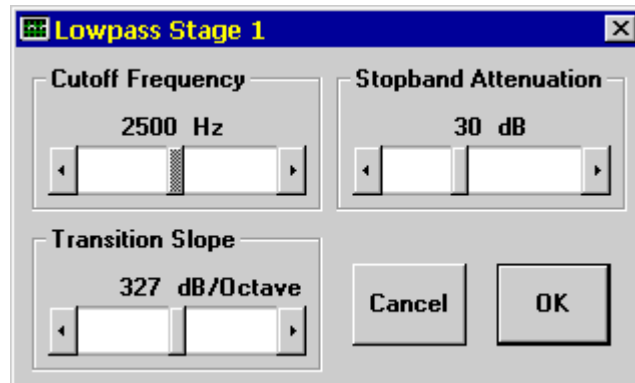 Lowpass Stage 1
Cutoff Frequency
2500 Hz
Stopband Attenuation
30 dB
Transition Slope
327 dB/Octave
Cancel
OK